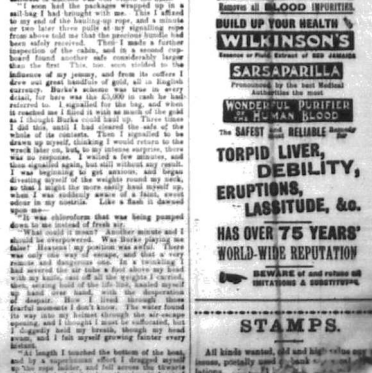 "I seem had the packages wrapped up in a
sail-bag I had brought with me. This I affixed
to my end of the hauling-up rope, and a minute
or two later three pulls at my signalling rope
from above told me that the precious bundle had
been safely received. Then I made a further
inspection of the cabin, and in a second cup-
board found another safe considerably larger
than the first. This, too, soon yielded to the
influence of my jemmy, and from its coffers I
drew out great handfuls of gold, all in English
currency. Burke's scheme was true in every
detail, for here was the £5,000 in cash he had
referred to. I signalled for the bag, and when
it reached me I filled it with as much of the gold
as I thought Burke could haul up. Three times
I did this, until I had cleared the safe of the
whole of its contents. Then I signalled to be
drawn up myself, thinking I would return to the
wreck later on, but, to my intense surprise, there
was no response. I waited a few minutes, and
then signalled again, but still without any result.
I was beginning to get anxious, and began
divesting myself of the weights round my neck,
so that I might the more easily haul myself up,
when I was suddenly aware of a faint, sweet
odour in my nostrils. Like a flash it dawned
upon me—
"It was chloroform that was being pumped
down to me instead of fresh air.
"What could it mean? Another minute and I
should be overpowered. Was Burke playing me
false? Heavens! my position was awful. There
was only one way of escape, and that a very
remote and dangerous one. In a twinkling I
had severed the air tube a foot above my head
with my knife, cast off all the weights I carried,
then, seizing hold of the life-line, hauled myself
up hand over hand, with the desperation
of despair. How I lived through those
fearful moments I don't know. The water found
its way into my helmet through the air-escape
opening, and I thought I must be suffocated, but
I doggedly held my breath, though my head
swam, and I felt myself growing fainter every
instant.
"At length I touched the bottom of the boat,
and by a superhuman effort I dragged myself
up the rope ladder, and fell across the thwarts
Removes all BLOOD IMPURITIES.
BUILD UP YOUR HEALTH
WILKINSON'S
Essence or Fluid Extract of RED JAMAICA
SARSAPARILLA
Pronounced by the best Medical
Authorities the most
WONDERFUL PURIFIER
OF THE HUMAN BLOOD
The SAFEST and RELIABLE Remedy for
TORPID LIVER,
DEBILITY,
ERUPTIONS,
LASSITUDE, &c.
HAS OVER 75 YEARS'
WORLD-WIDE REPUTATION
BEWARE of and refuse all
IMITATIONS & SUBSTITUTES.
STAMPS.
All kinds wanted, old and high value any
issues, postally used